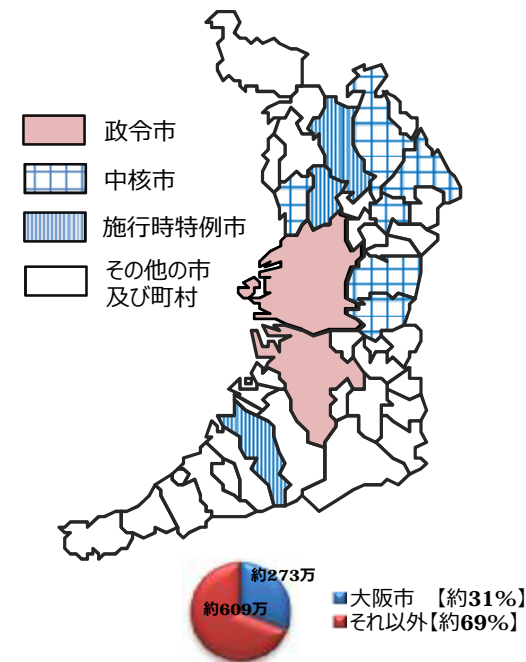 政令市
中核市
施行時特例市
その他の市
及び町村
約273万
約609万
大阪市 【約31%】
それ以外【約69%】